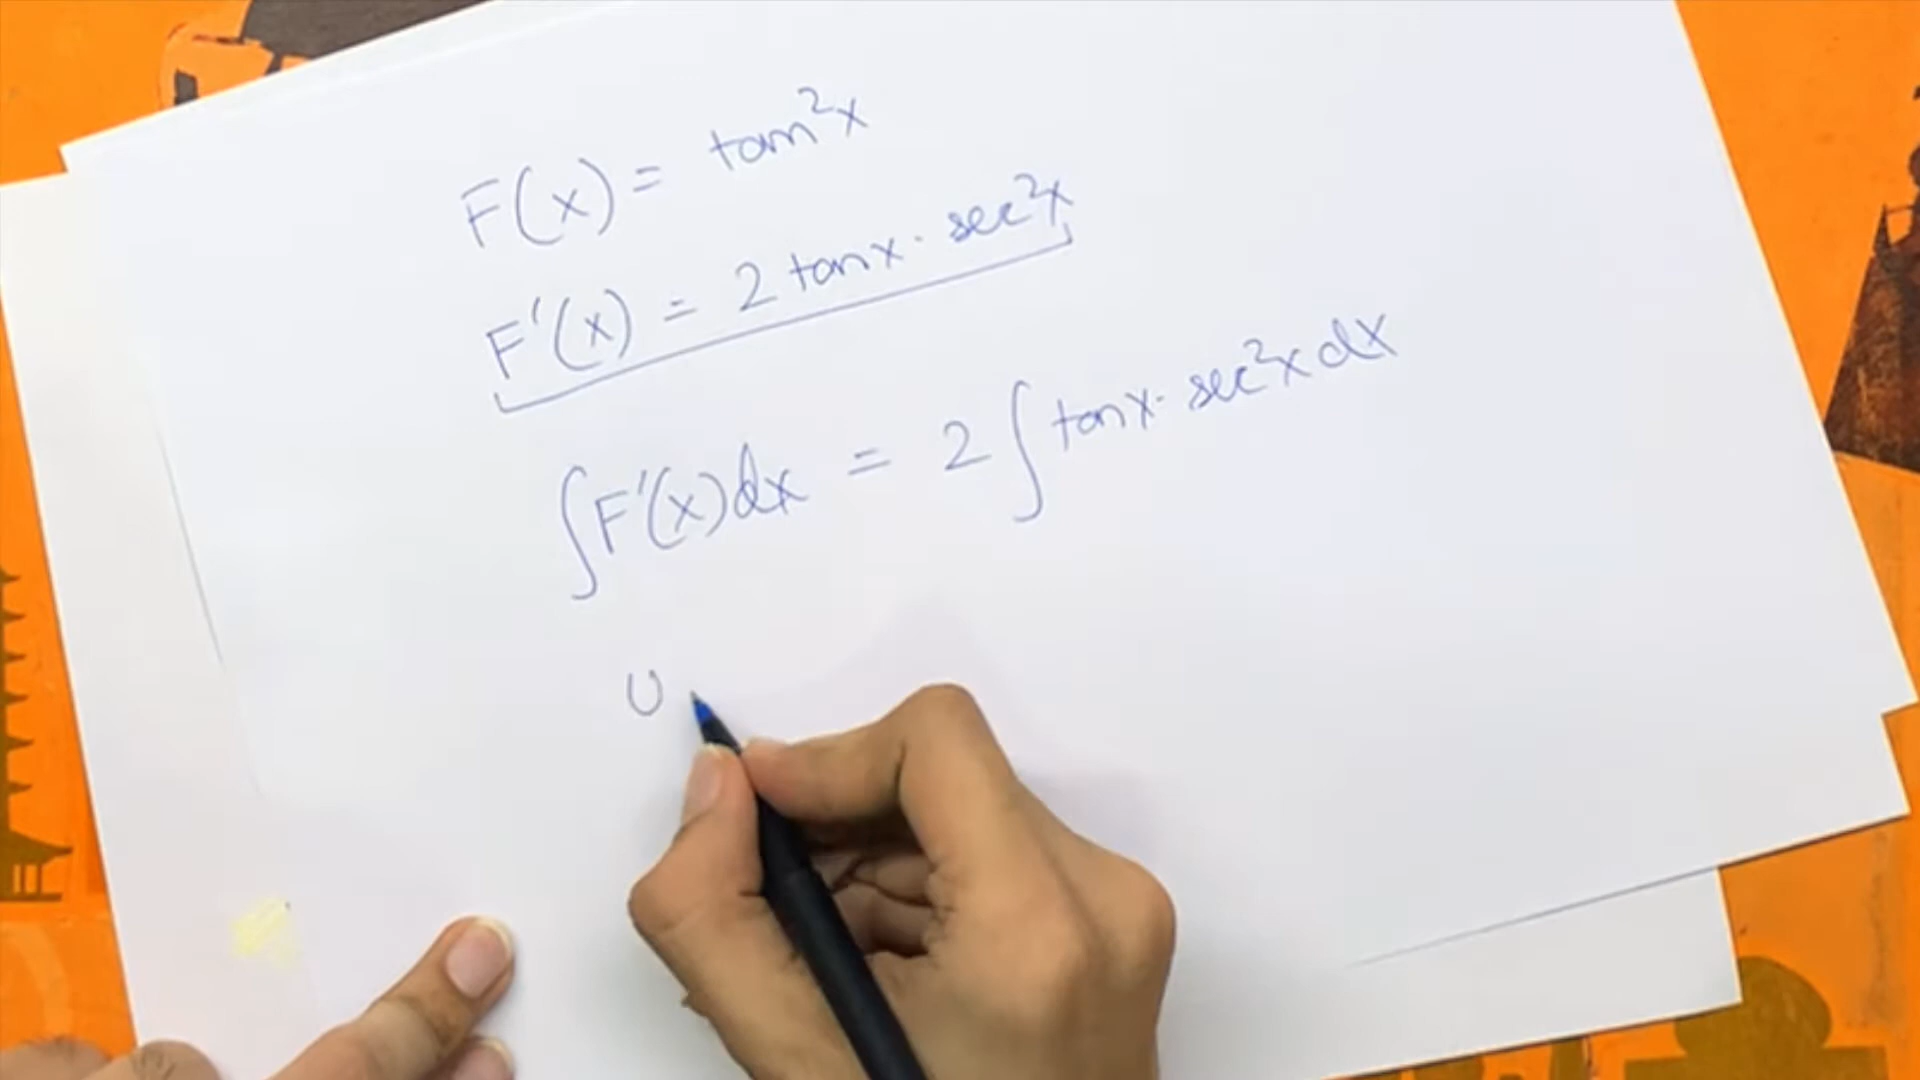 F(x) = tan²x
F'(x) = 2 tanx · sec²x
∫F'(x)dx = 2∫tanx · sec²x dx
U